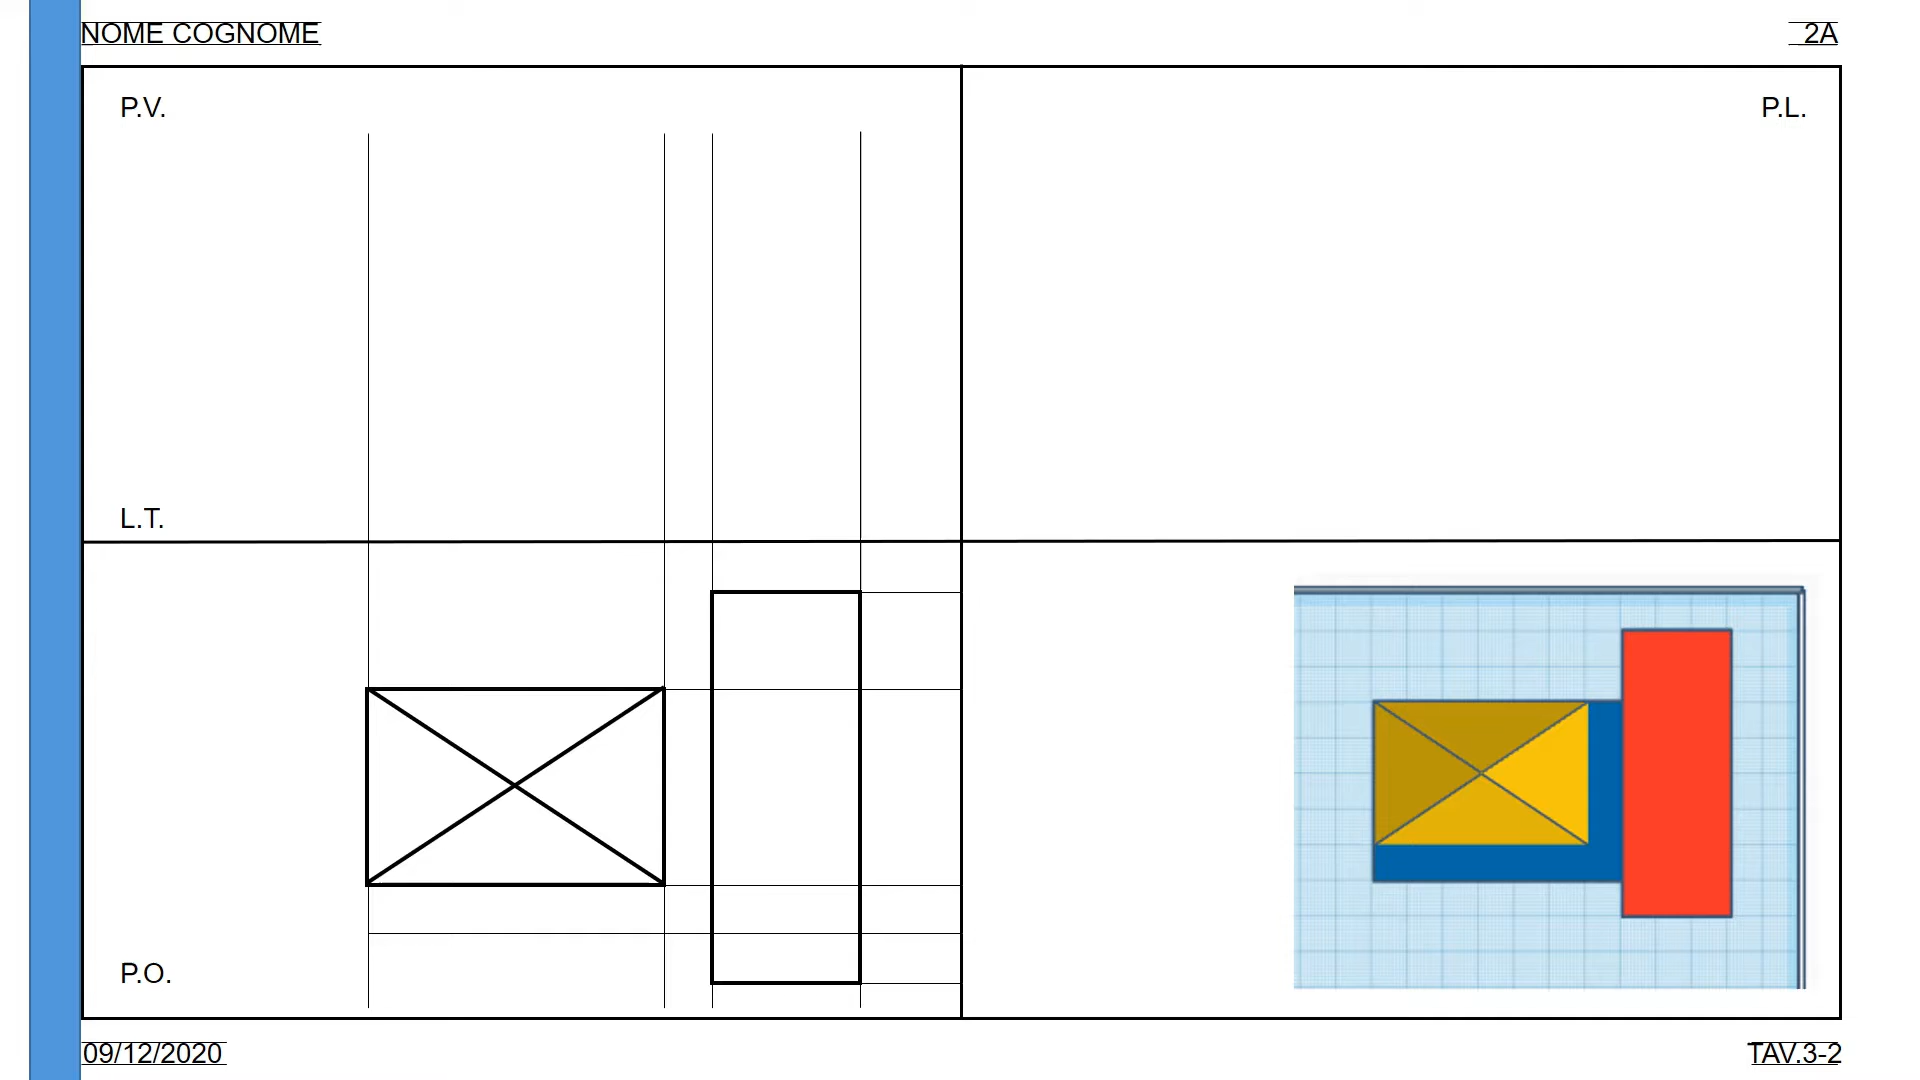 NOME COGNOME
2A
P.V.
P.L.
L.T.
P.O.
09/12/2020
TAV.3-2